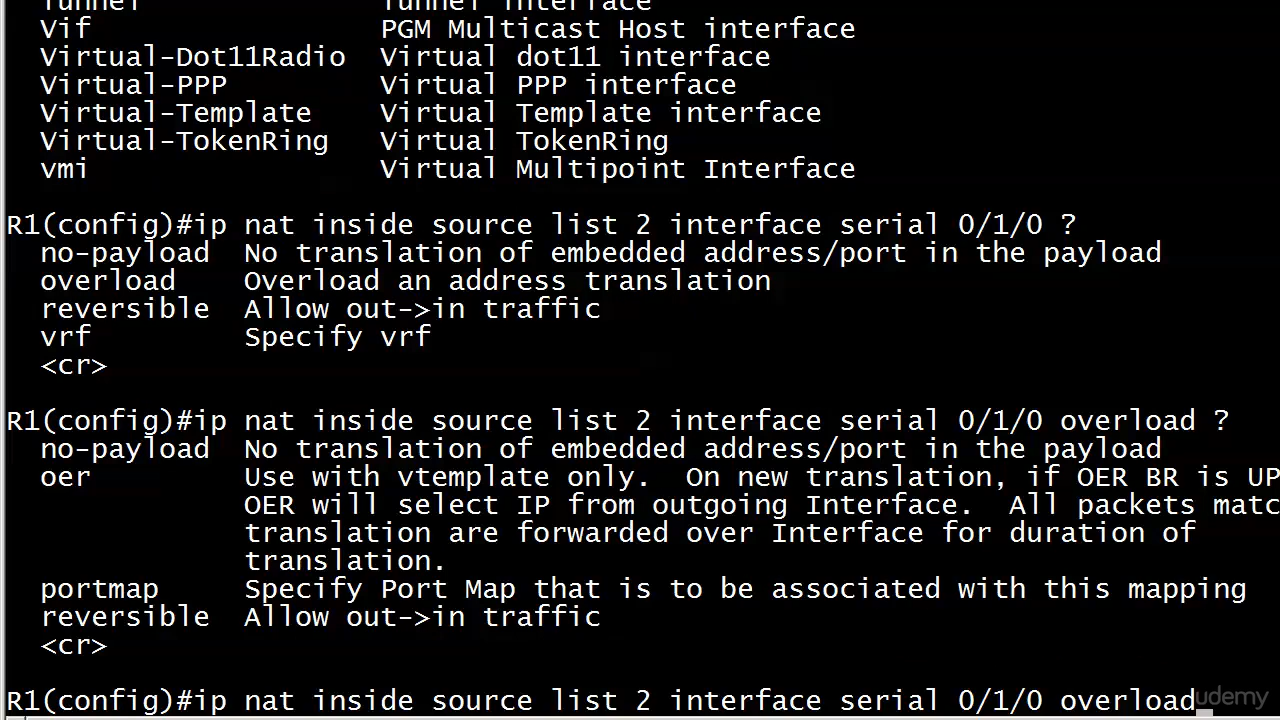 Tunnel                Tunnel interface
Vif                   PGM Multicast Host interface
Virtual-Dot11Radio    Virtual dot11 interface
Virtual-PPP           Virtual PPP interface
Virtual-Template      Virtual Template interface
Virtual-TokenRing     Virtual TokenRing
vmi                   Virtual Multipoint Interface
R1(config)#ip nat inside source list 2 interface serial 0/1/0 ?
no-payload  No translation of embedded address/port in the payload
overload    Overload an address translation
reversible  Allow out->in traffic
vrf         Specify vrf
<cr>
R1(config)#ip nat inside source list 2 interface serial 0/1/0 overload ?
no-payload  No translation of embedded address/port in the payload
oer         Use with vtemplate only.  On new translation, if OER BR is UP
OER will select IP from outgoing Interface.  All packets matc
translation are forwarded over Interface for duration of
translation.
portmap     Specify Port Map that is to be associated with this mapping
reversible  Allow out->in traffic
<cr>
R1(config)#ip nat inside source list 2 interface serial 0/1/0 overload
udemy